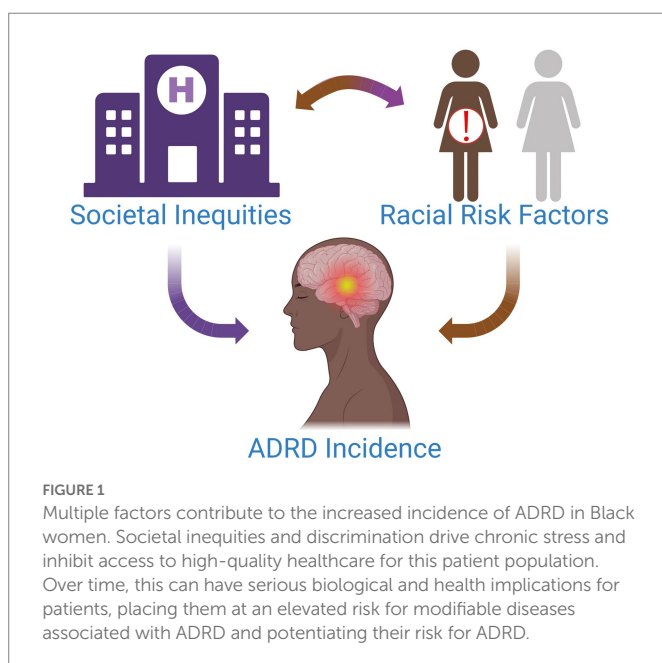 H
!
Societal Inequities
Racial Risk Factors
ADRD Incidence
FIGURE 1
Multiple factors contribute to the increased incidence of ADRD in Black
women. Societal inequities and discrimination drive chronic stress and
inhibit access to high-quality healthcare for this patient population.
Over time, this can have serious biological and health implications for
patients, placing them at an elevated risk for modifiable diseases
associated with ADRD and potentiating their risk for ADRD.